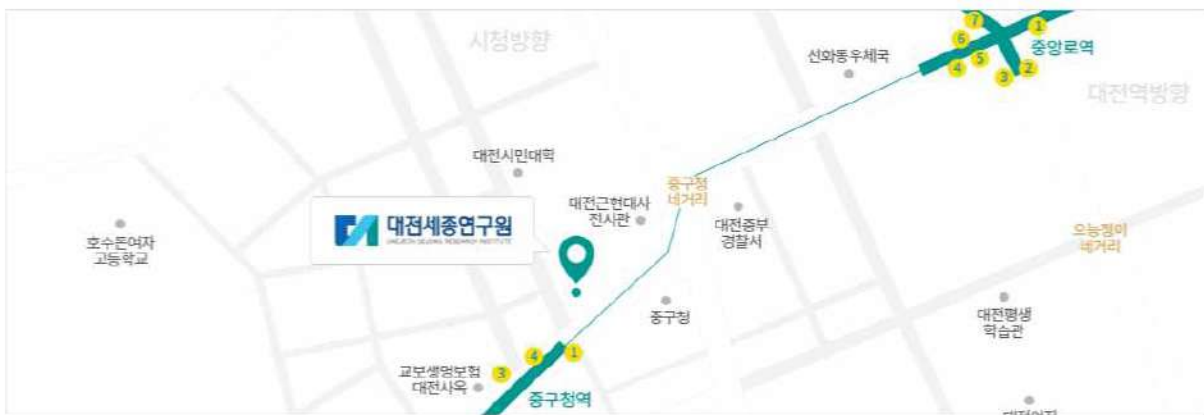 시청방향
7
6
5
4
3
2
1
중앙로역
선화동우체국
대전역방향
대전시민대학
중구청
네거리
대전근현대사
전시관
대전중부
경찰서
대전세종연구원
DAEJEON SEJONG RESEARCH INSTITUTE
호수돈여자
고등학교
오능쟁이
네거리
중구청
대전평생
학습관
교보생명보험
대전사옥
3
4
1
중구청역